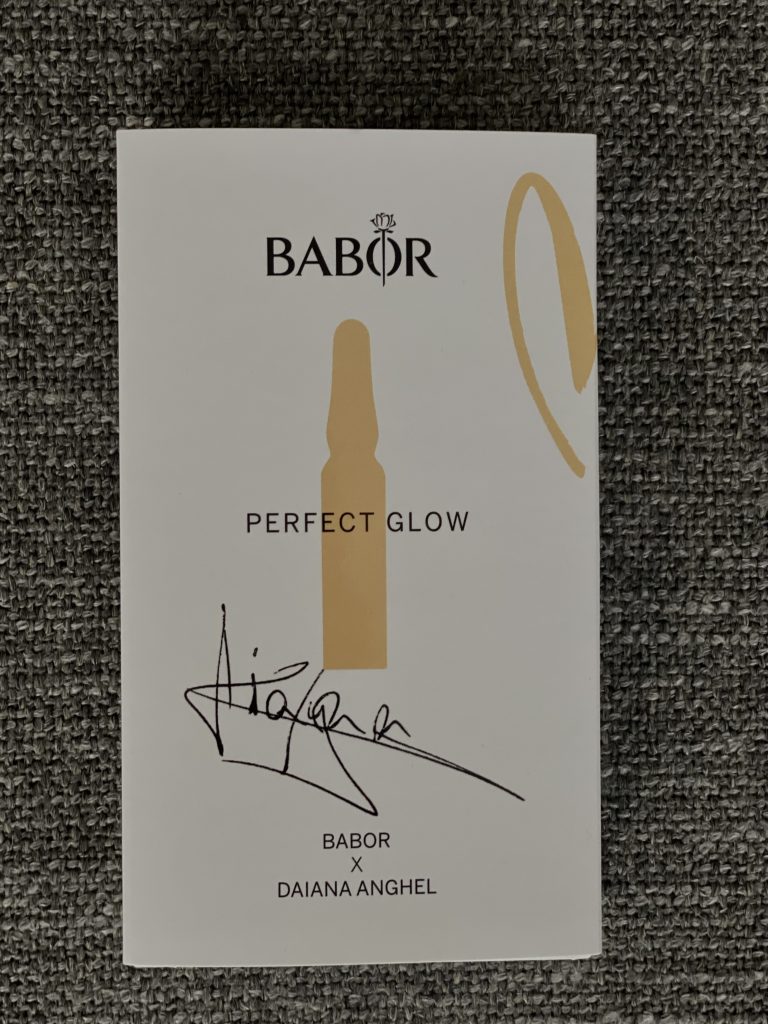 BABOR
PERFECT GLOW
BABOR
X
DAIANA ANGHEL